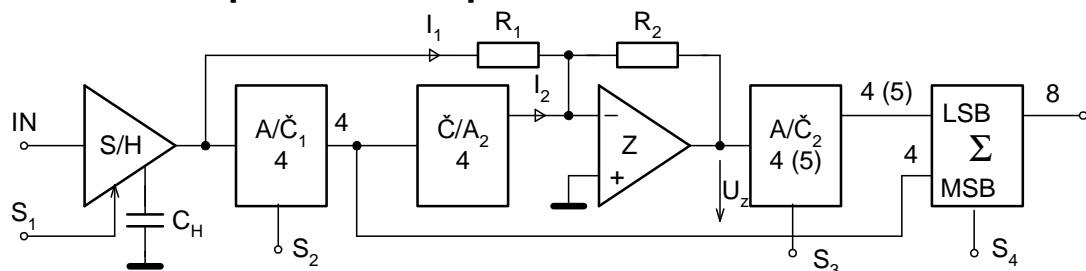 I1
R1
R2
IN
S/H
A/Č1
4
4
Č/A2
4
I2
−
Z
+
A/Č2
4 (5)
4 (5)
4
LSB
Σ
MSB
8
S1
CH
S2
Uz
S3
S4